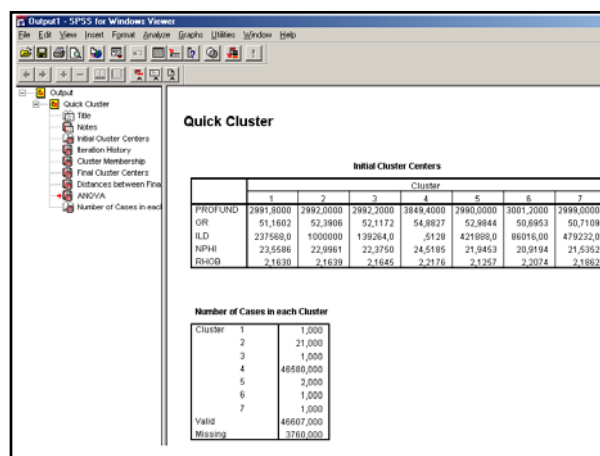 Output1 - SPSS for Windows Viewer
File Edit View Insert Format Analyze Graphs Utilities Window Help
Output
Quick Cluster
Title
Notes
Initial Cluster Centers
Iteration History
Cluster Membership
Final Cluster Centers
Distances between Fina
ANOVA
Number of Cases in each
Quick Cluster
Initial Cluster Centers
Cluster
1 2 3 4 5 6 7
PROFUND 2991,8000 2992,0000 2992,2000 3849,4000 2990,0000 3001,2000 2999,0000
GR 51,1602 52,3906 52,1172 54,8827 52,9844 50,6953 50,7109
ILD 237568,0 1000000 139264,0 ,5128 421888,0 86016,00 479232,0
NPHI 23,5586 22,9961 22,3750 24,5185 21,9453 20,9194 21,5352
RHOB 2,1630 2,1639 2,1645 2,2176 2,1257 2,2074 2,1862
Number of Cases in each Cluster
Cluster 1 1,000
2 21,000
3 1,000
4 46580,000
5 2,000
6 1,000
7 1,000
Valid 46607,000
Missing 3760,000